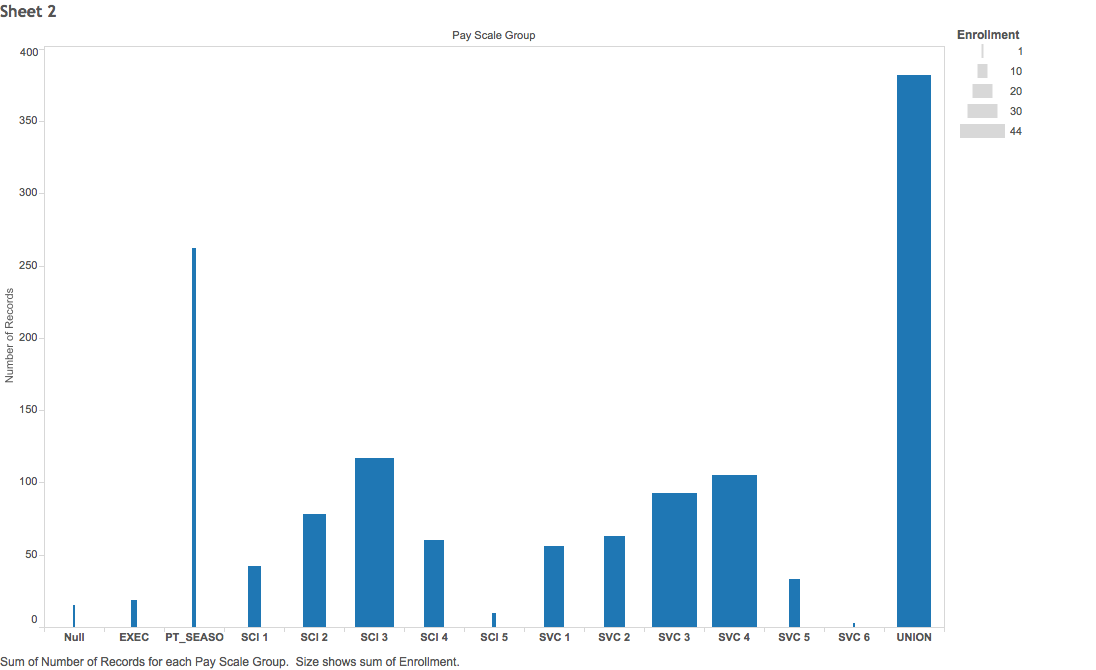 Sheet 2
Pay Scale Group
Enrollment
1
10
20
30
44
Number of Records
400
350
300
250
200
150
100
50
0
Null EXEC PT_SEASO SCI 1 SCI 2 SCI 3 SCI 4 SCI 5 SVC 1 SVC 2 SVC 3 SVC 4 SVC 5 SVC 6 UNION
Sum of Number of Records for each Pay Scale Group.  Size shows sum of Enrollment.